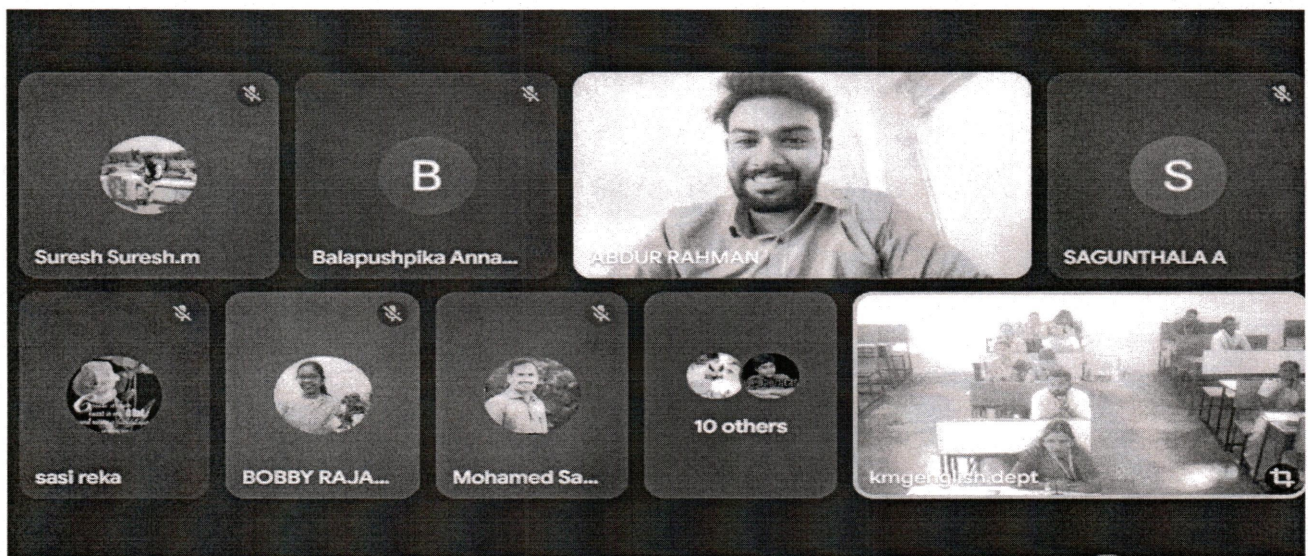 B
S
Suresh Suresh.m
Balapushpika Anna...
ABDUR RAHMAN
SAGUNTHALA A
10 others
sasi reka
BOBBY RAJA...
Mohamed Sa...
kmgenglish.dept